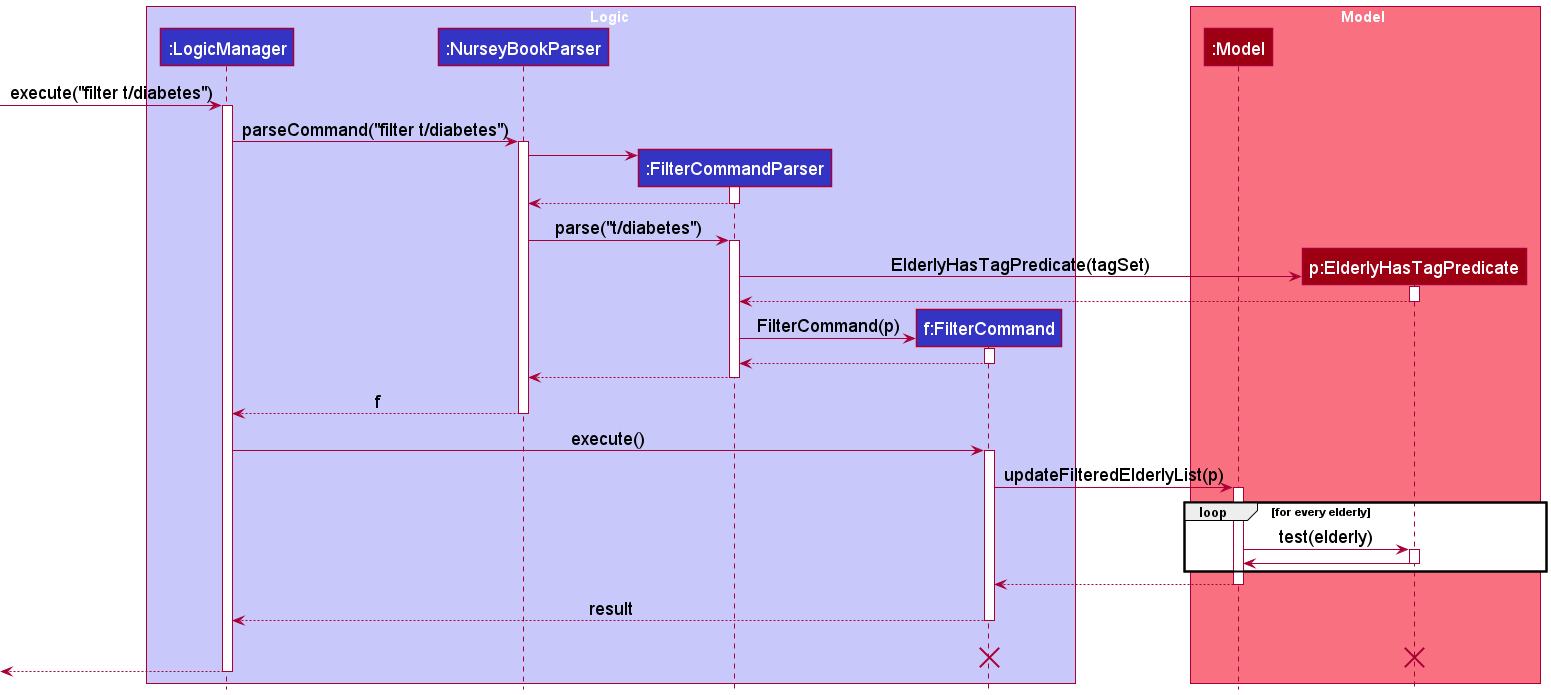 Logic
Model
:LogicManager
:NurseyBookParser
:Model
execute("filter t/diabetes")
parseCommand("filter t/diabetes")
:FilterCommandParser
parse("t/diabetes")
ElderlyHasTagPredicate(tagSet)
p:ElderlyHasTagPredicate
FilterCommand(p)
f:FilterCommand
f
execute()
updateFilteredElderlyList(p)
loop
[for every elderly]
test(elderly)
result